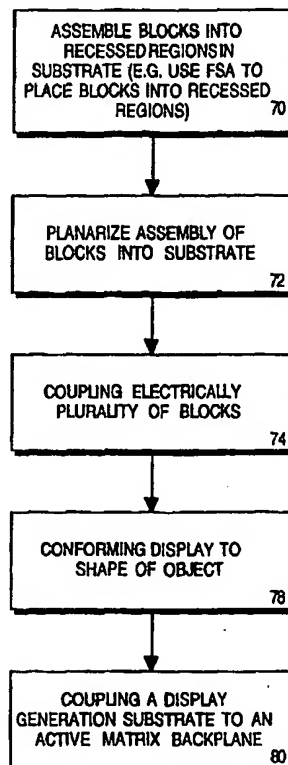 ASSEMBLE BLOCKS INTO
RECESSED REGIONS IN
SUBSTRATE (E.G. USE FSA TO
PLACE BLOCKS INTO RECESSED
REGIONS)
70
PLANARIZE ASSEMBLY OF
BLOCKS INTO SUBSTRATE
72
COUPLING ELECTRICALLY
PLURALITY OF BLOCKS
74
CONFORMING DISPLAY TO
SHAPE OF OBJECT
78
COUPLING A DISPLAY
GENERATION SUBSTRATE TO AN
ACTIVE MATRIX BACKPLANE
80